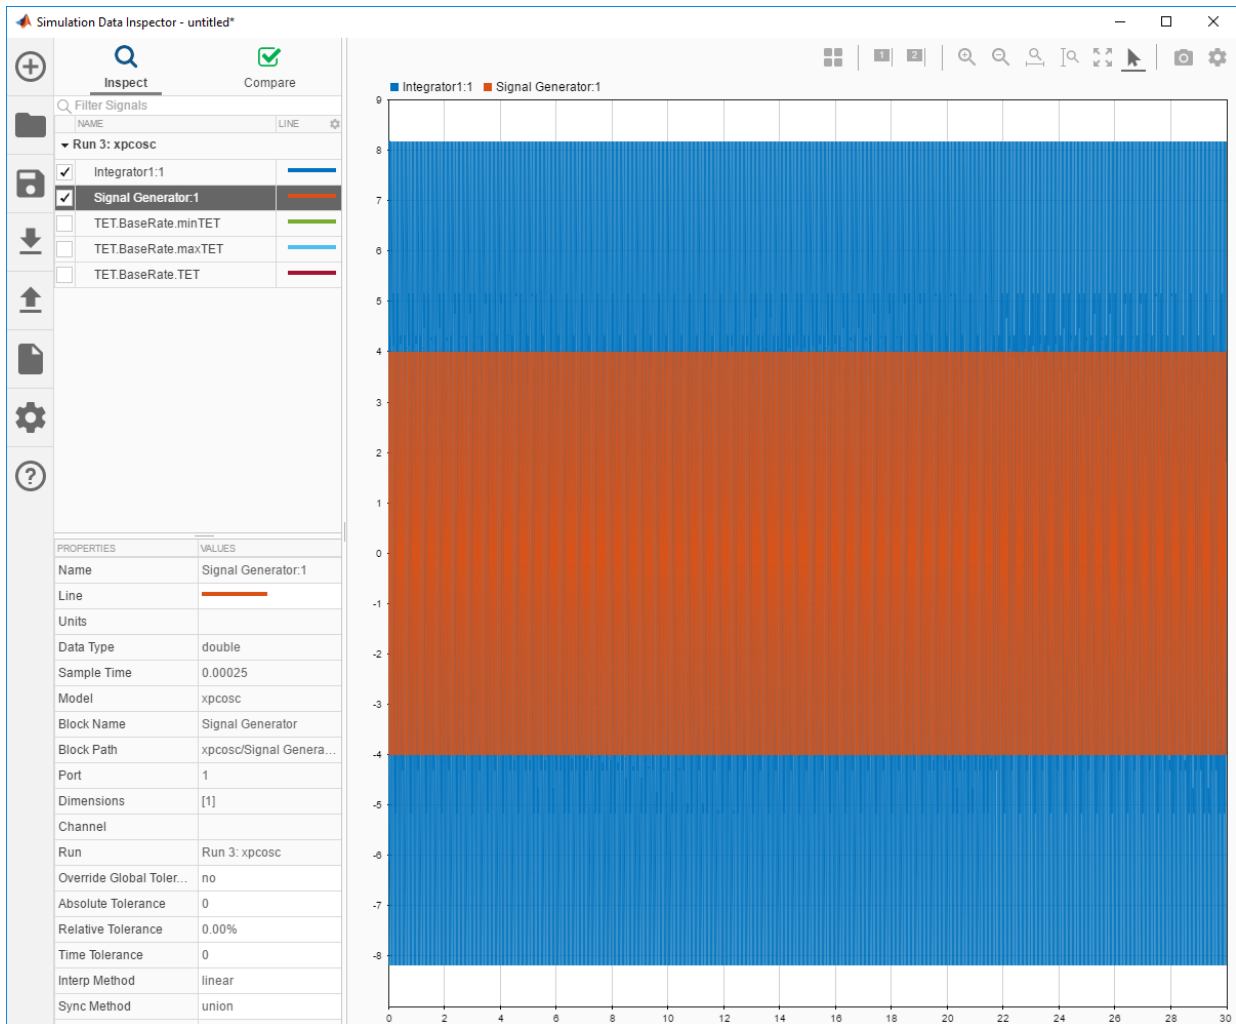 Simulation Data Inspector - untitled*
Inspect
Compare
Filter Signals
NAME LINE
Run 3: xpcosc
Integrator1:1
Signal Generator:1
TET.BaseRate.minTET
TET.BaseRate.maxTET
TET.BaseRate.TET
PROPERTIES VALUES
Name Signal Generator:1
Line
Units
Data Type double
Sample Time 0.00025
Model xpcosc
Block Name Signal Generator
Block Path xpcosc/Signal Genera...
Port 1
Dimensions [1]
Channel
Run Run 3: xpcosc
Override Global Toler... no
Absolute Tolerance 0
Relative Tolerance 0.00%
Time Tolerance 0
Interp Method linear
Sync Method union
1 2
Integrator1:1 Signal Generator:1
9
8
7
6
5
4
3
2
1
0
-1
-2
-3
-4
-5
-6
-7
-8
0 2 4 6 8 10 12 14 16 18 20 22 24 26 28 30